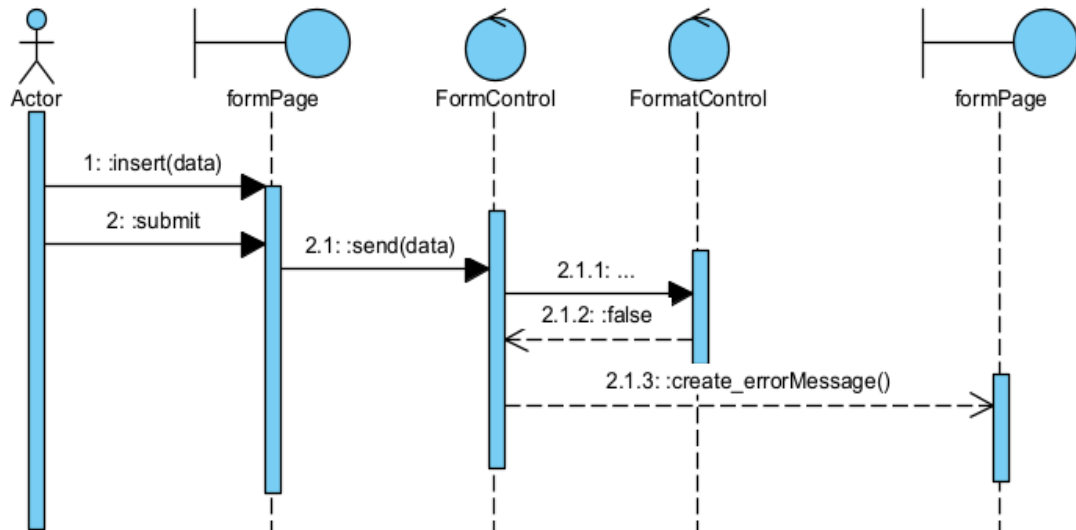 Actor
formPage
FormControl
FormatControl
formPage
1: :insert(data)
2: :submit
2.1: :send(data)
2.1.1: ...
2.1.2: :false
2.1.3: :create_errorMessage()